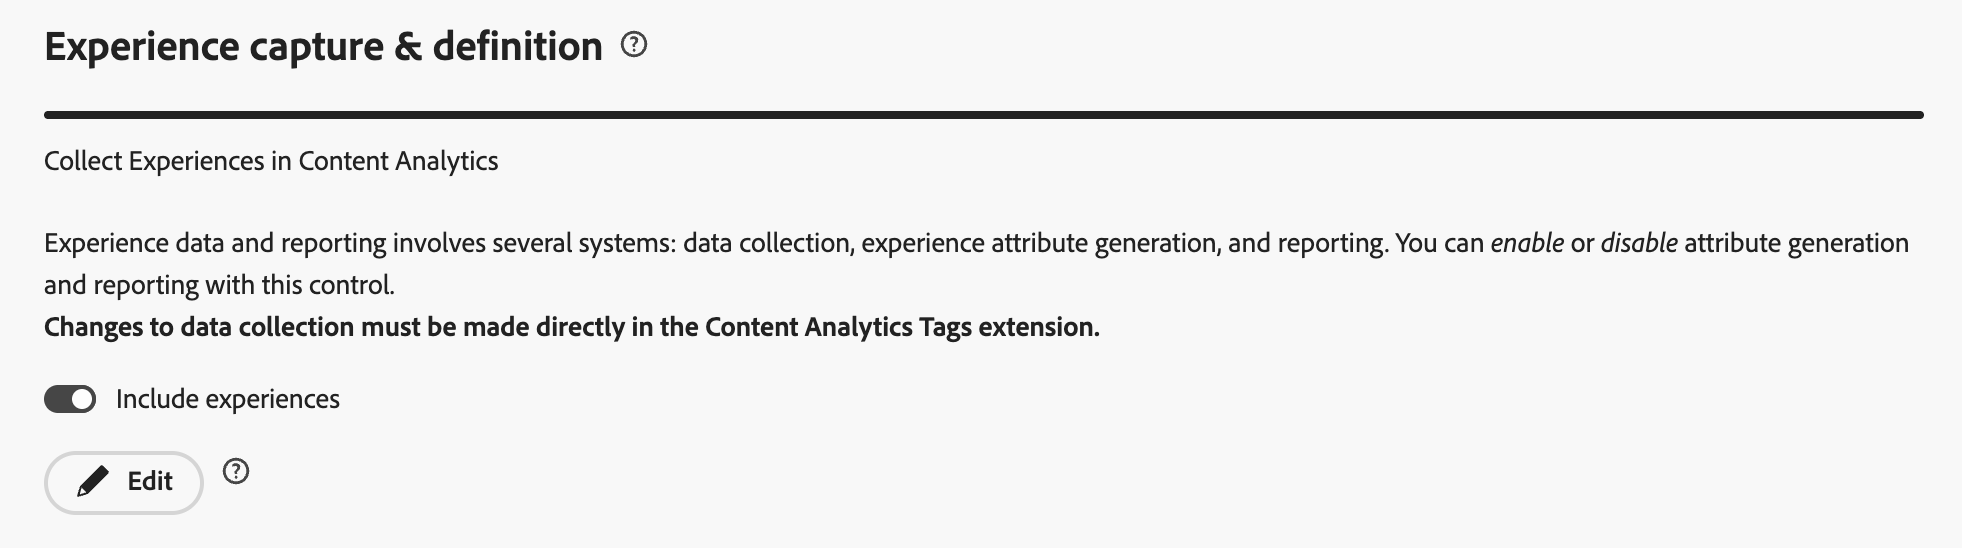 Experience capture & definition
Collect Experiences in Content Analytics
Experience data and reporting involves several systems: data collection, experience attribute generation, and reporting. You can enable or disable attribute generation
and reporting with this control.
Changes to data collection must be made directly in the Content Analytics Tags extension.
Include experiences
Edit